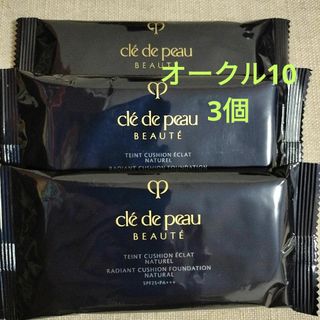 clé de peau
BEAUTÉ
オークル10
3個
clé de peau
BEAUTÉ
TEINT CUSHION ÉCLAT
NATUREL
RADIANT CUSHION FOUNDATION
clé de peau
BEAUTÉ
TEINT CUSHION ÉCLAT
NATUREL
RADIANT CUSHION FOUNDATION
NATURAL
SPF25・PA+++